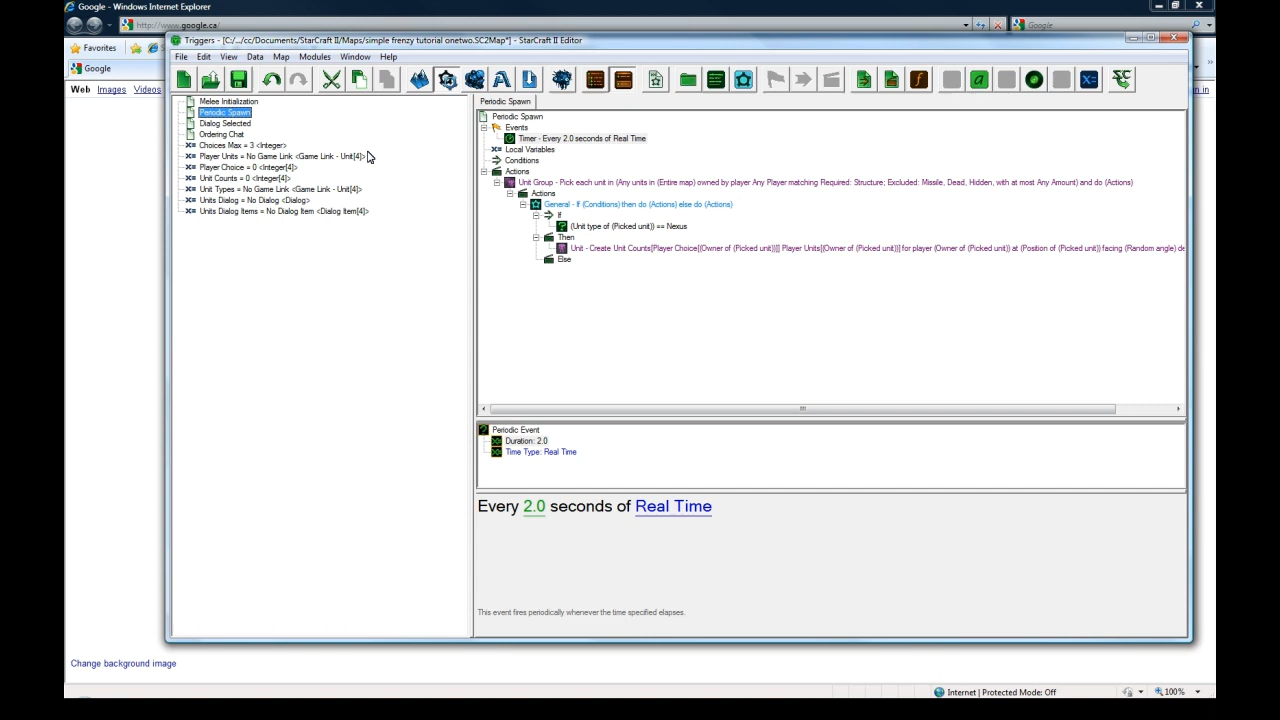 Google - Windows Internet Explorer
http://www.google.ca/
Google
Triggers - [C:/.../cc/Documents/StarCraft II/Maps/simple frenzy tutorial onetwo.SC2Map*] - StarCraft II Editor
Favorites
File Edit View Data Map Modules Window Help
Google
Web Images Videos
Melee Initialization
Periodic Spawn
Dialog Selected
Ordering Chat
Choices Max = 3 <Integer>
Player Units = No Game Link <Game Link - Unit[4]>
Player Choice = 0 <Integer[4]>
Unit Counts = 0 <Integer[4]>
Unit Types = No Game Link <Game Link - Unit[4]>
Units Dialog = No Dialog <Dialog>
Units Dialog Items = No Dialog Item <Dialog Item[4]>
Periodic Spawn
Periodic Spawn
Events
Timer - Every 2.0 seconds of Real Time
Local Variables
Conditions
Actions
Unit Group - Pick each unit in (Any units in (Entire map) owned by player Any Player matching Required: Structure; Excluded: Missile, Dead, Hidden, with at most Any Amount) and do (Actions)
Actions
General - If (Conditions) then do (Actions) else do (Actions)
If
(Unit type of (Picked unit)) == Nexus
Then
Unit - Create Unit Counts[Player Choice[(Owner of (Picked unit))]] Player Units[(Owner of (Picked unit))] for player (Owner of (Picked unit)) at (Position of (Picked unit)) facing (Random angle) de
Else
Periodic Event
Duration: 2.0
Time Type: Real Time
Every 2.0 seconds of Real Time
This event fires periodically whenever the time specified elapses.
Change background image
Internet | Protected Mode: Off
100%